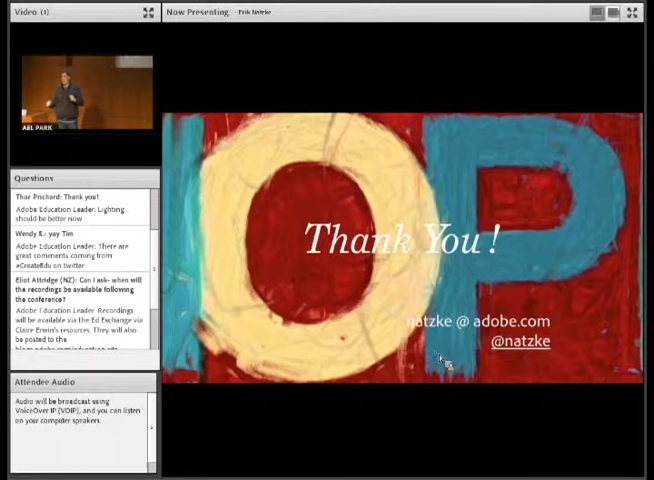 Video (1)
Now Presenting - Erik Natzke
AEL PARK
Questions
Thor Prichard: Thank you!
Adobe Education Leader: Lighting
should be better now
Wendy S.: yay Tim
Adobe Education Leader: There are
great comments coming from
#CreateEdu on twitter
Eliot Attridge (NZ): Can I ask- when will
the recordings be available following
the conference?
Adobe Education Leader: Recordings
will be available via the Ed Exchange via
Claire Erwin's resources. They will also
be posted to the
Attendee Audio
Audio will be broadcast using
VoiceOver IP (VOIP), and you can listen
on your computer speakers.
OP
Thank You!
natzke @ adobe.com
@natzke